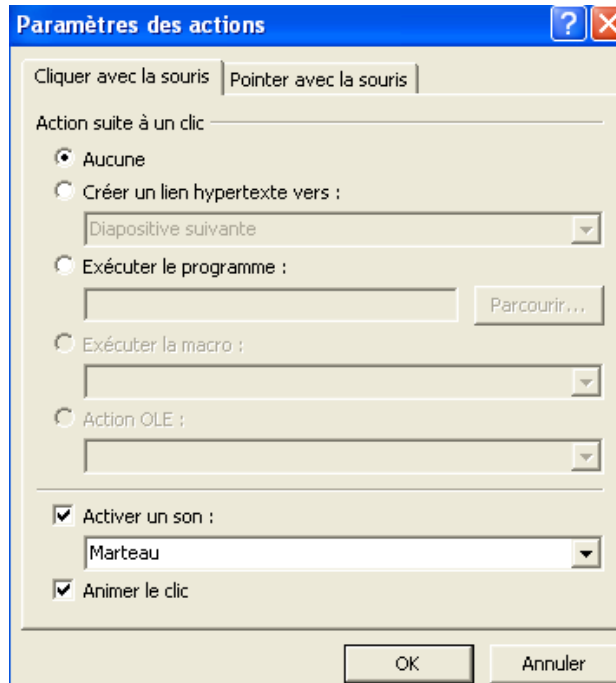 Paramètres des actions
Cliquer avec la souris Pointer avec la souris
Action suite à un clic
Aucune
Créer un lien hypertexte vers :
Diapositive suivante
Exécuter le programme :
Parcourir...
Exécuter la macro :
Action OLE :
Activer un son :
Marteau
Animer le clic
OK Annuler